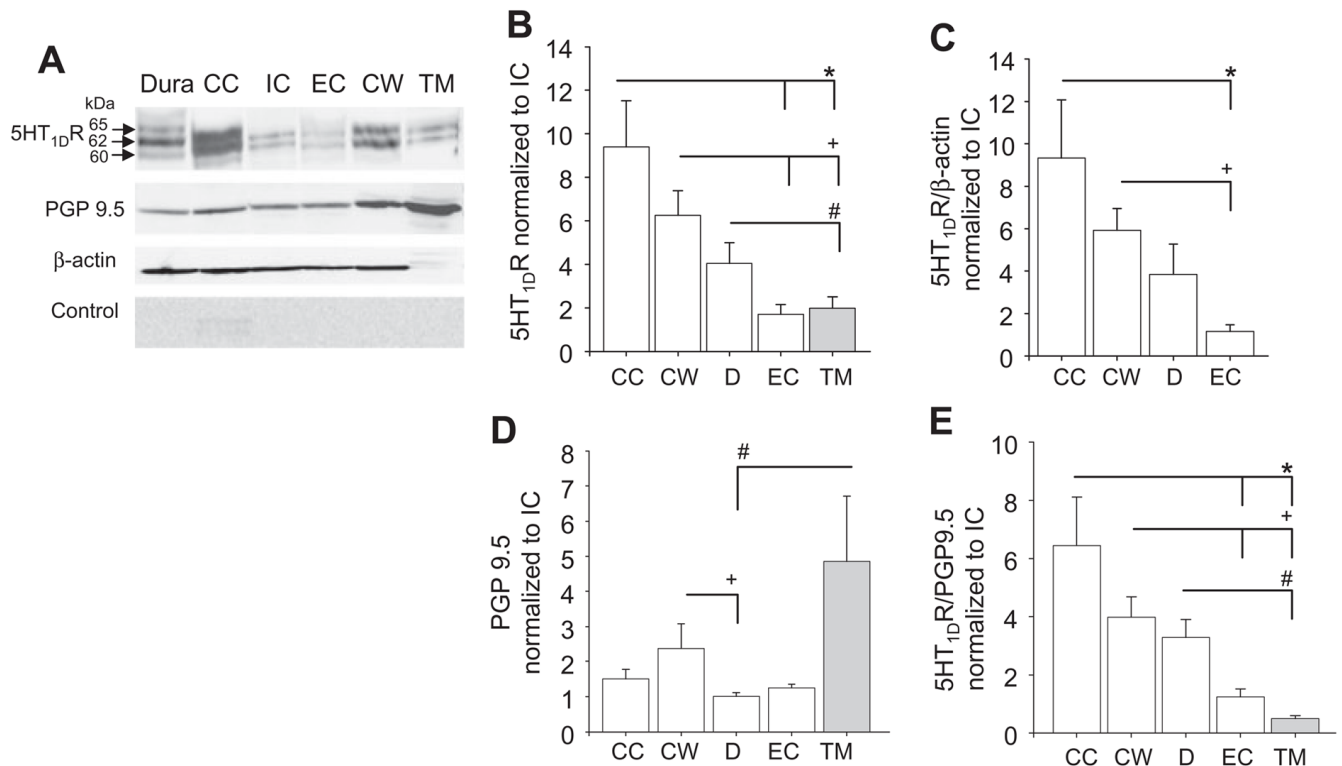 A
Dura CC IC EC CW TM
kDa
5HT1DR
65
62
60
PGP 9.5
β-actin
Control
B
5HT1DR normalized to IC
14
12
10
8
6
4
2
0
*
+
#
CC CW D EC TM
C
5HT1DR/β-actin
normalized to IC
14
12
10
8
6
4
2
0
*
+
CC CW D EC
D
PGP 9.5
normalized to IC
8
7
6
5
4
3
2
1
0
#
+
CC CW D EC TM
E
5HT1DR/PGP9.5
normalized to IC
10
8
6
4
2
0
*
+
#
CC CW D EC TM